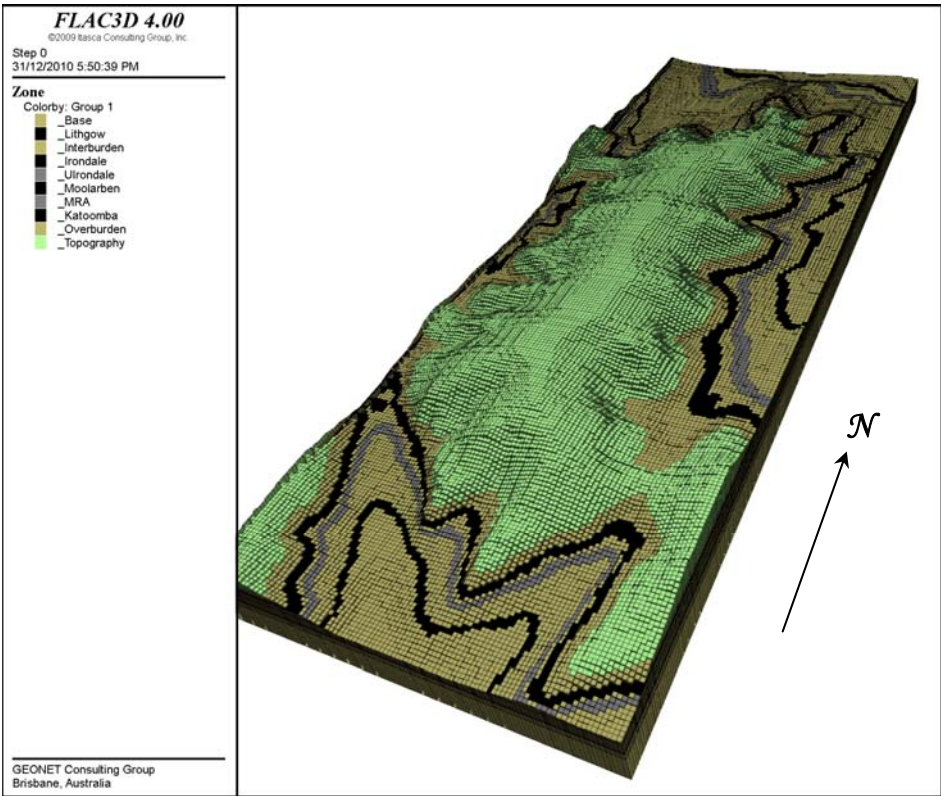 FLAC3D 4.00
©2009 Itasca Consulting Group, Inc.
Step 0
31/12/2010 5:50:39 PM
Zone
Colorby: Group 1
_Base
_Lithgow
_Interburden
_Irondale
_UIrondale
_Moolarben
_MRA
_Katoomba
_Overburden
_Topography
N
GEONET Consulting Group
Brisbane, Australia